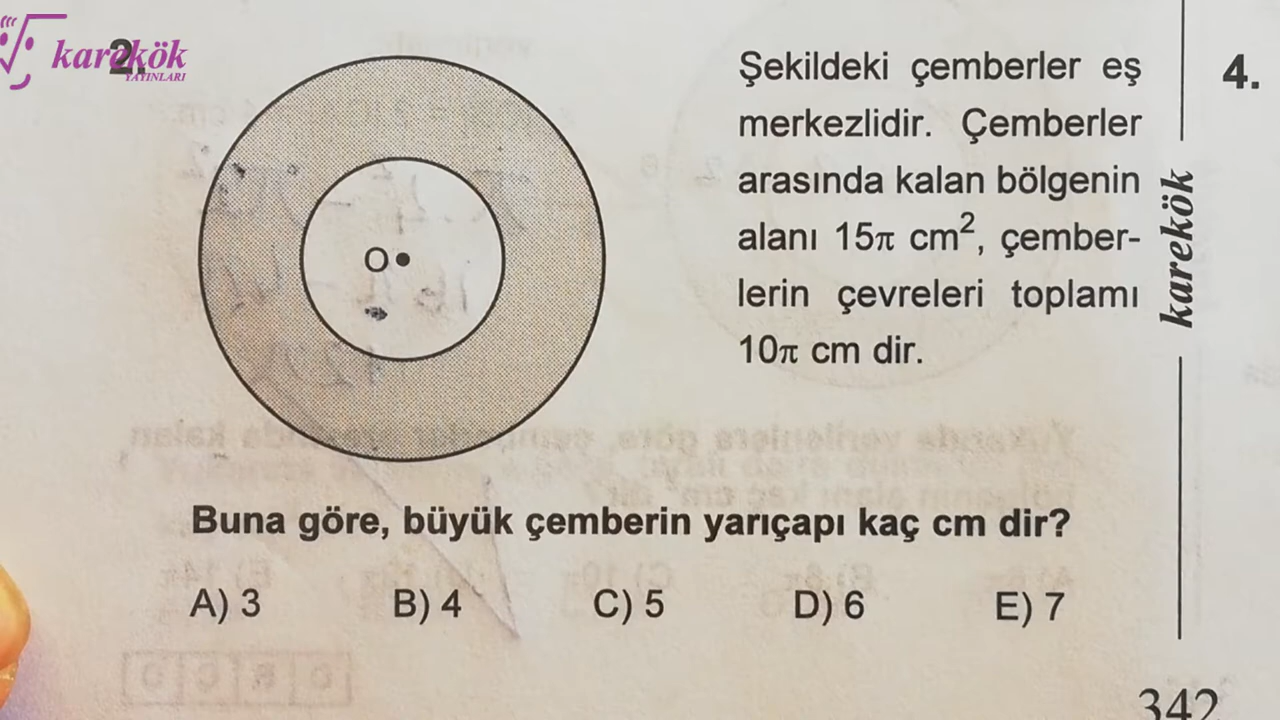 karekök
YAYINLARI
2.
O
Şekildeki çemberler eş
merkezlidir. Çemberler
arasında kalan bölgenin
alanı 15π cm², çember-
lerin çevreleri toplamı
10π cm dir.
Buna göre, büyük çemberin yarıçapı kaç cm dir?
A) 3 B) 4 C) 5 D) 6 E) 7
karekök
4.
342